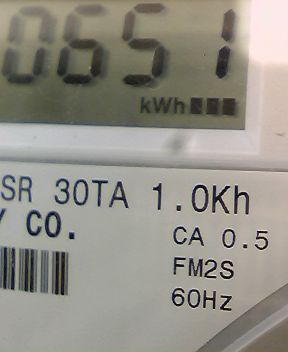 0651
kWh
SR 30TA 1.0Kh
Y CO.
CA 0.5
FM2S
60Hz